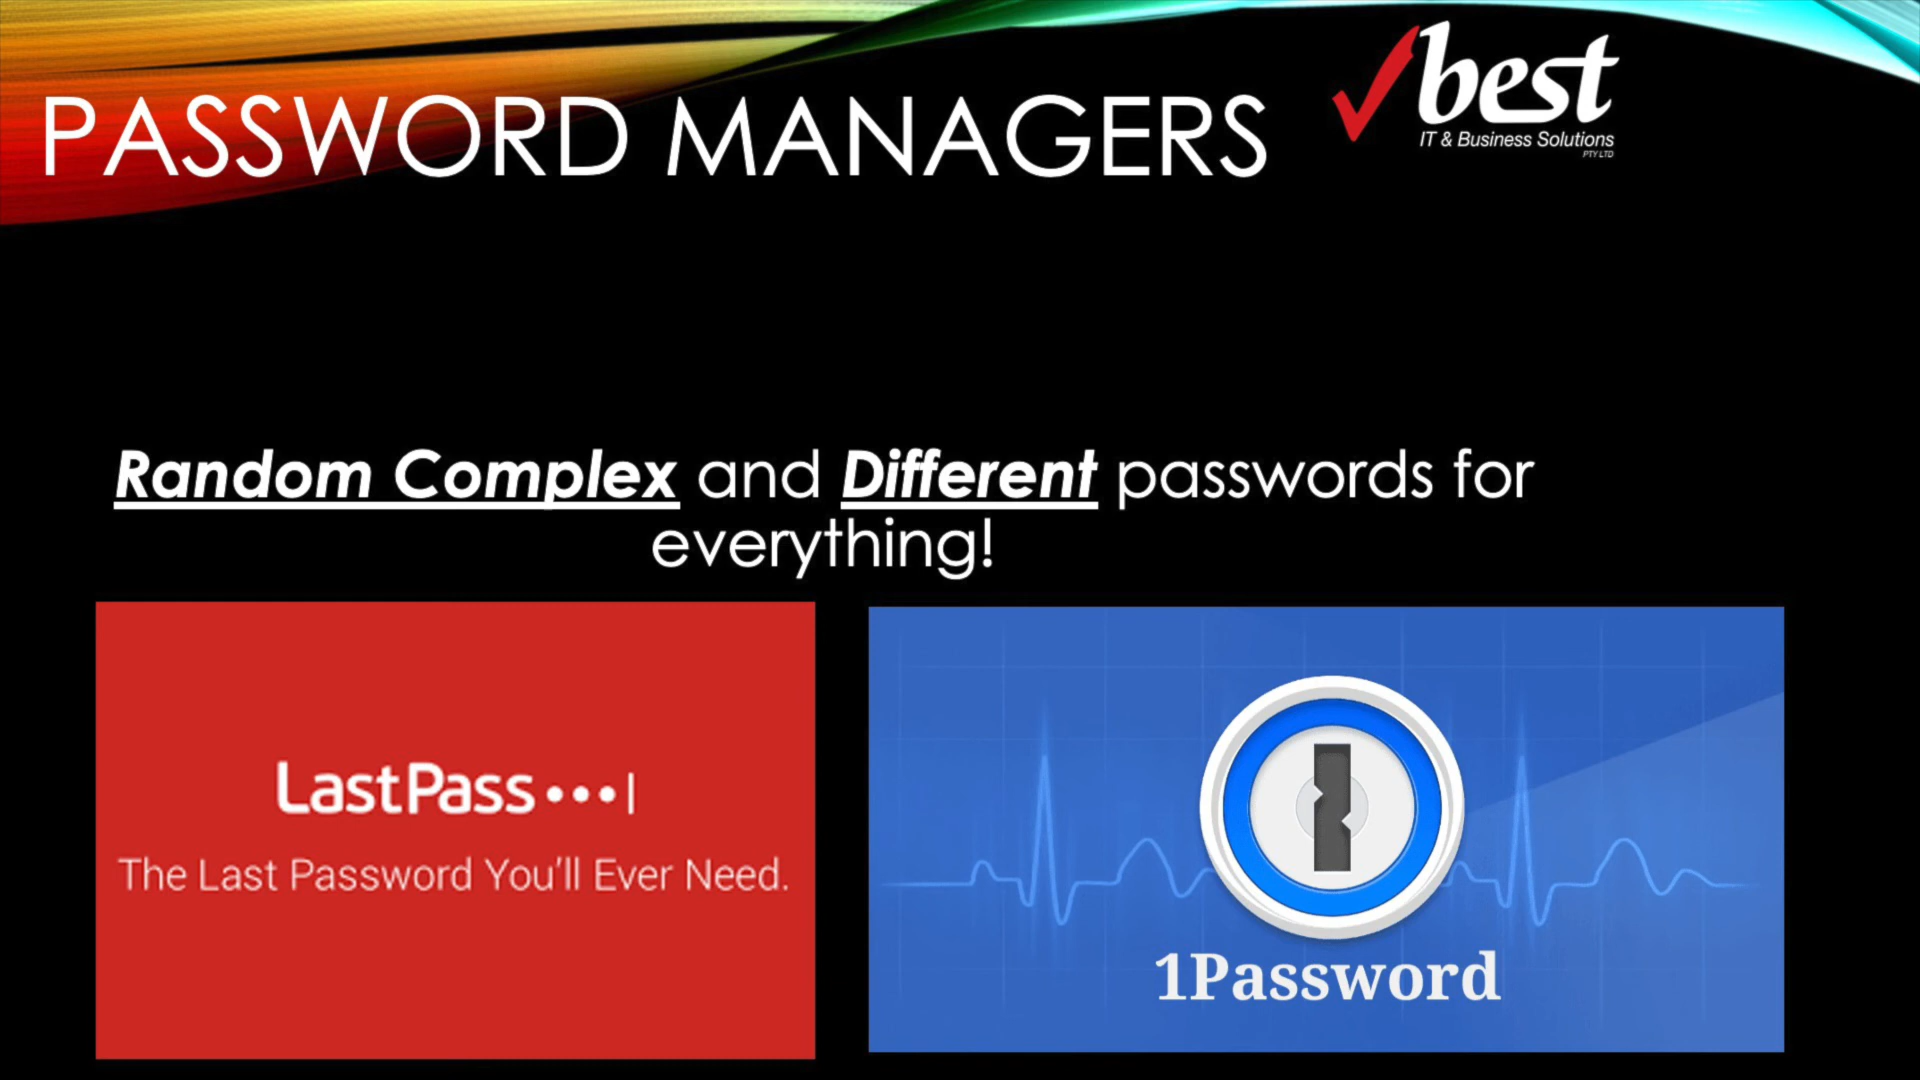 PASSWORD MANAGERS
best
IT & Business Solutions
PTY LTD
Random Complex and Different passwords for
everything!
LastPass •••|
The Last Password You'll Ever Need.
1Password